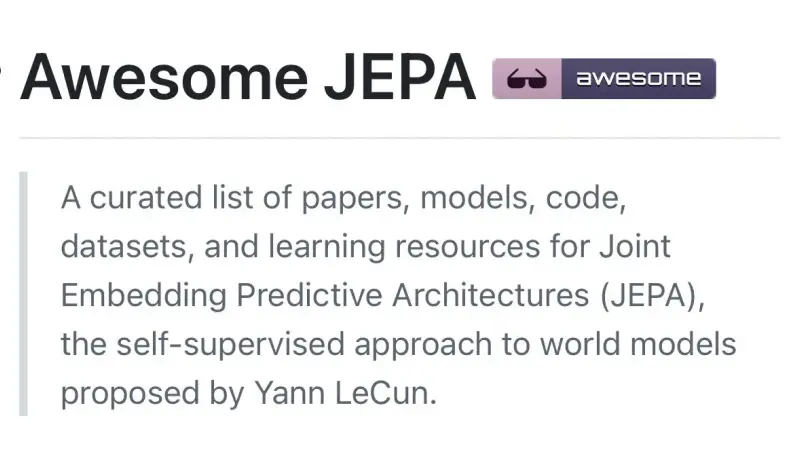 Awesome JEPA awesome
A curated list of papers, models, code,
datasets, and learning resources for Joint
Embedding Predictive Architectures (JEPA),
the self-supervised approach to world models
proposed by Yann LeCun.